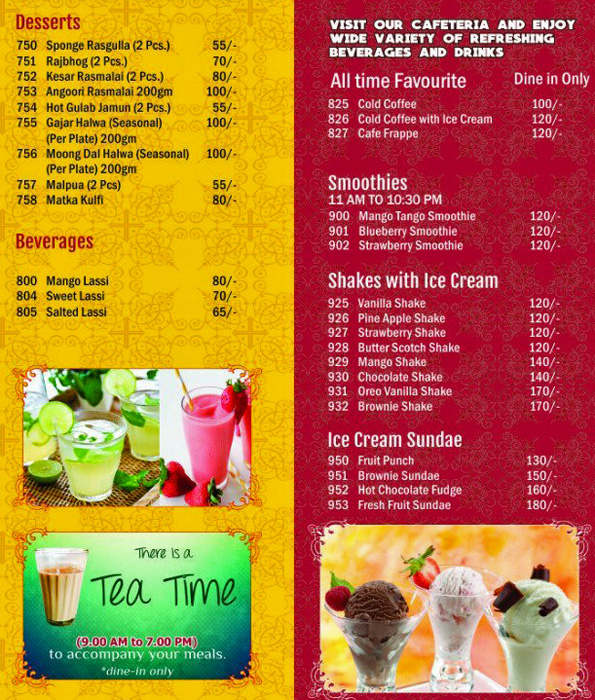 Desserts
750 Sponge Rasgulla (2 Pcs.) 55/-
751 Rajbhog (2 Pcs.) 70/-
752 Kesar Rasmalai (2 Pcs.) 80/-
753 Angoori Rasmalai 200gm 100/-
754 Hot Gulab Jamun (2 Pcs.) 55/-
755 Gajar Halwa (Seasonal) 100/-
(Per Plate) 200gm
756 Moong Dal Halwa (Seasonal) 100/-
(Per Plate) 200gm
757 Malpua (2 Pcs) 55/-
758 Matka Kulfi 80/-
Beverages
800 Mango Lassi 80/-
804 Sweet Lassi 70/-
805 Salted Lassi 65/-
There is a
Tea Time
(9.00 AM to 7.00 PM)
to accompany your meals.
*dine-in only
VISIT OUR CAFETERIA AND ENJOY
WIDE VARIETY OF REFRESHING
BEVERAGES AND DRINKS
All time Favourite Dine in Only
825 Cold Coffee 100/-
826 Cold Coffee with Ice Cream 120/-
827 Cafe Frappe 120/-
Smoothies
11 AM TO 10:30 PM
900 Mango Tango Smoothie 120/-
901 Blueberry Smoothie 120/-
902 Strawberry Smoothie 120/-
Shakes with Ice Cream
925 Vanilla Shake 120/-
926 Pine Apple Shake 120/-
927 Strawberry Shake 120/-
928 Butter Scotch Shake 120/-
929 Mango Shake 140/-
930 Chocolate Shake 140/-
931 Oreo Vanilla Shake 170/-
932 Brownie Shake 170/-
Ice Cream Sundae
950 Fruit Punch 130/-
951 Brownie Sundae 150/-
952 Hot Chocolate Fudge 160/-
953 Fresh Fruit Sundae 180/-